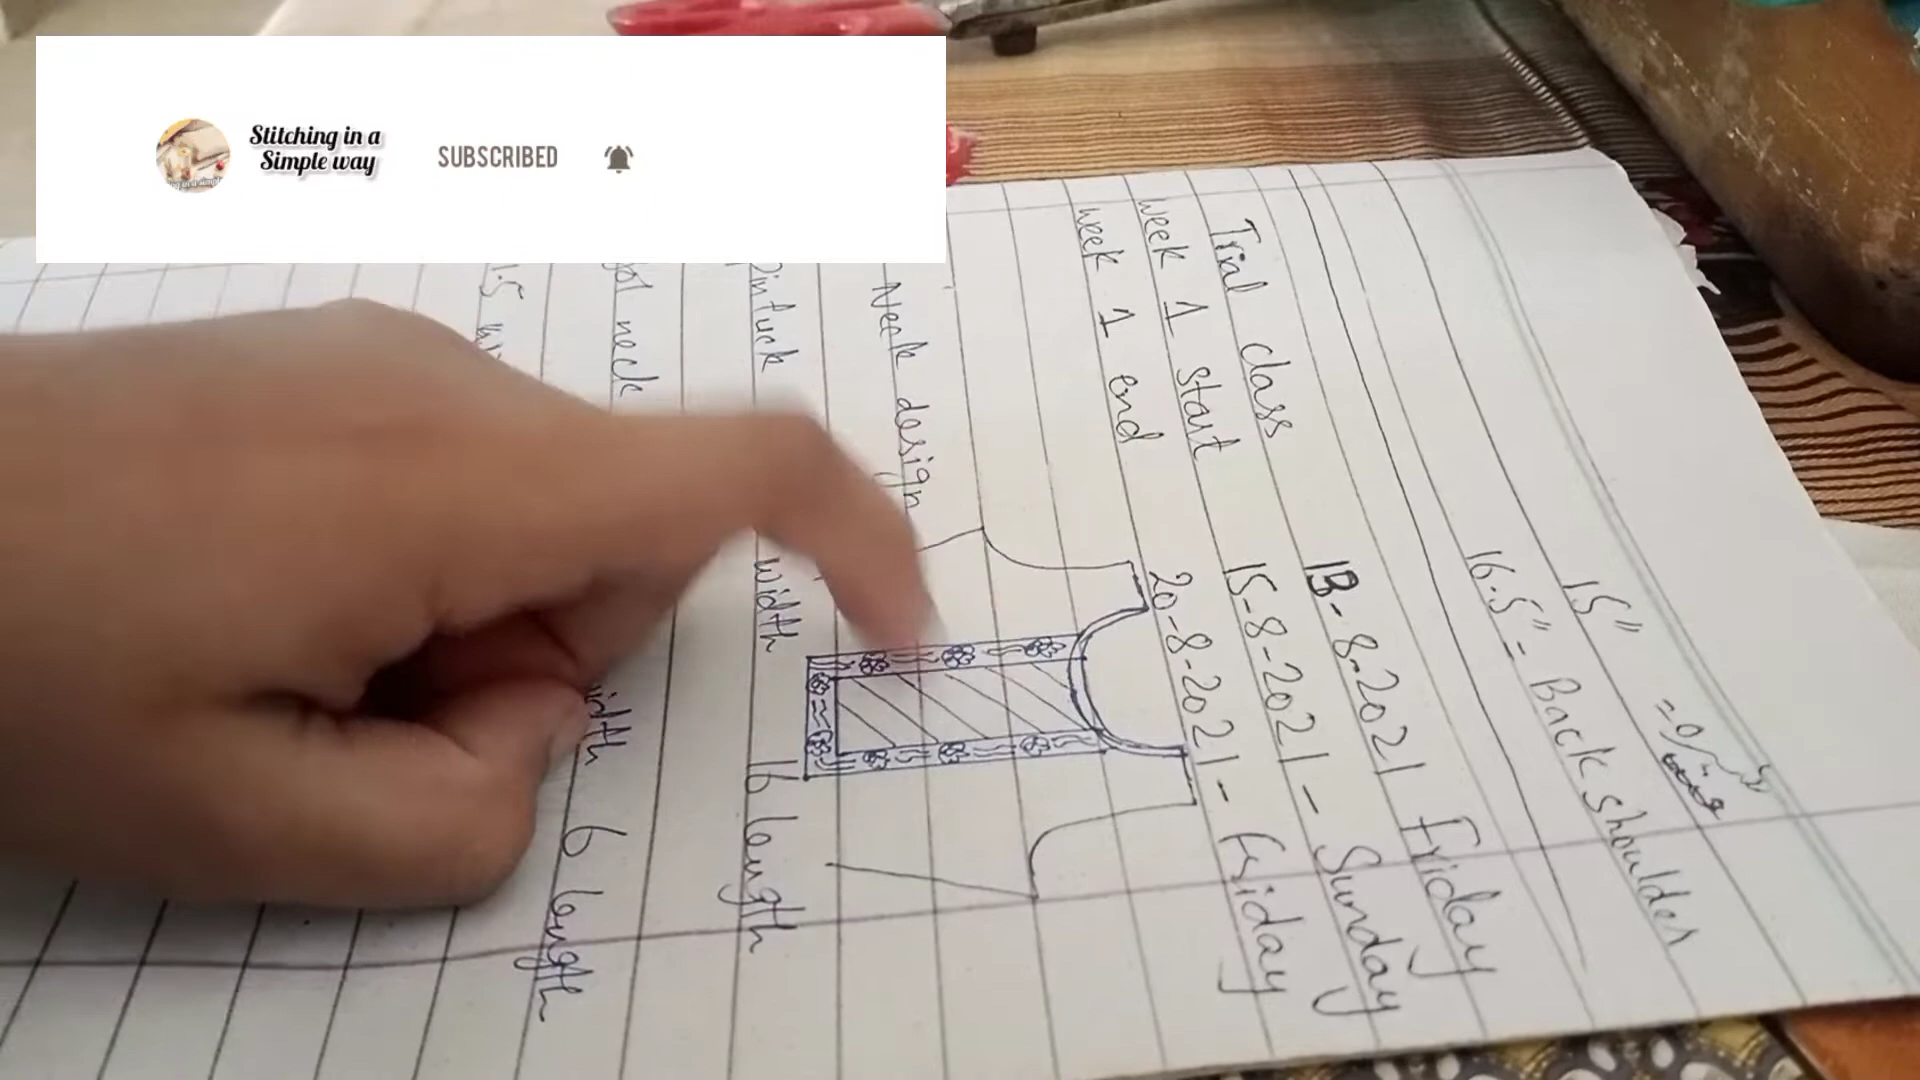 Stitching in a
Simple way
SUBSCRIBED
15"
16.5" = Back shoulder
Trial class 13-8-2021 Friday
week 1 start 15-8-2021 - Sunday
week 1 end 20-8-2021 - Friday
Neck design
Pintuck width 16 length
neck width 6 length
1.5